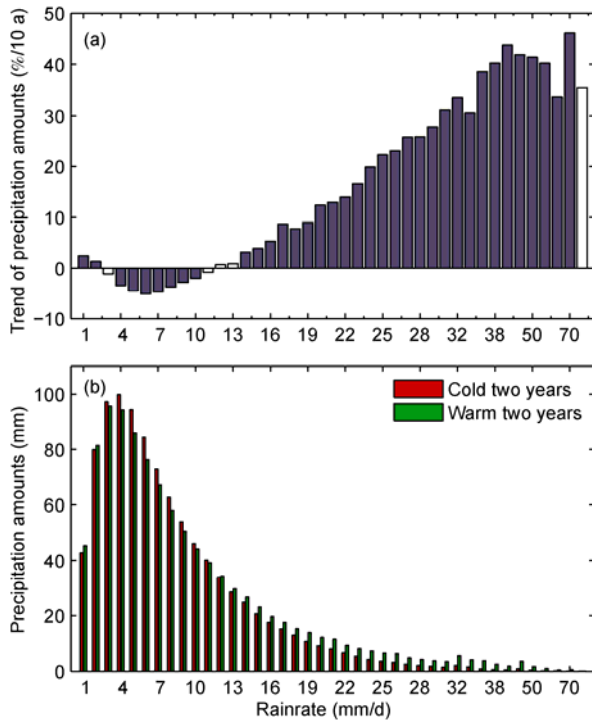 (a)
Trend of precipitation amounts (%/10 a)
50
40
30
20
10
0
−10
1 4 7 10 13 16 19 22 25 28 32 38 50 70
(b)
Cold two years
Warm two years
Precipitation amounts (mm)
100
80
60
40
20
0
1 4 7 10 13 16 19 22 25 28 32 38 50 70
Rainrate (mm/d)